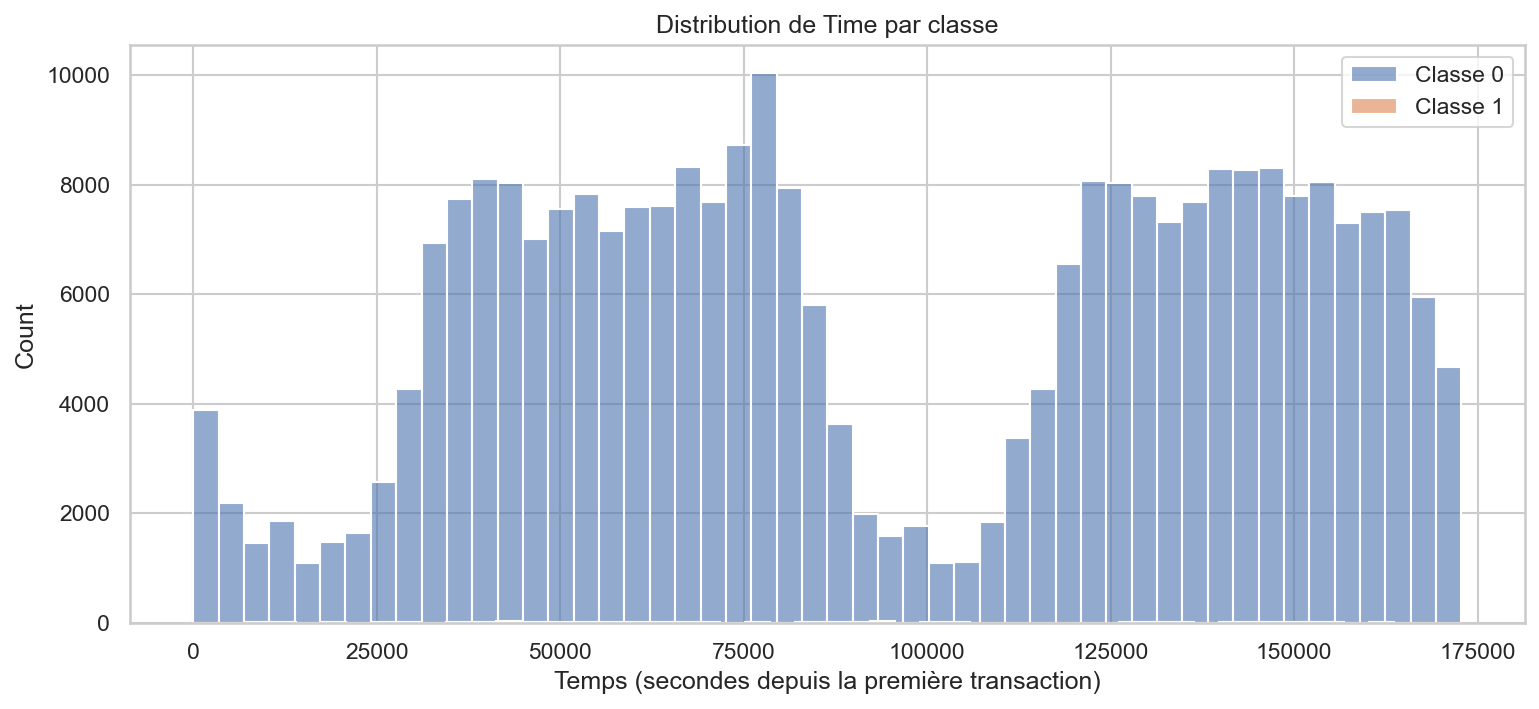 Distribution de Time par classe
Classe 0
Classe 1
10000
8000
6000
4000
2000
0
Count
0 25000 50000 75000 100000 125000 150000 175000
Temps (secondes depuis la première transaction)